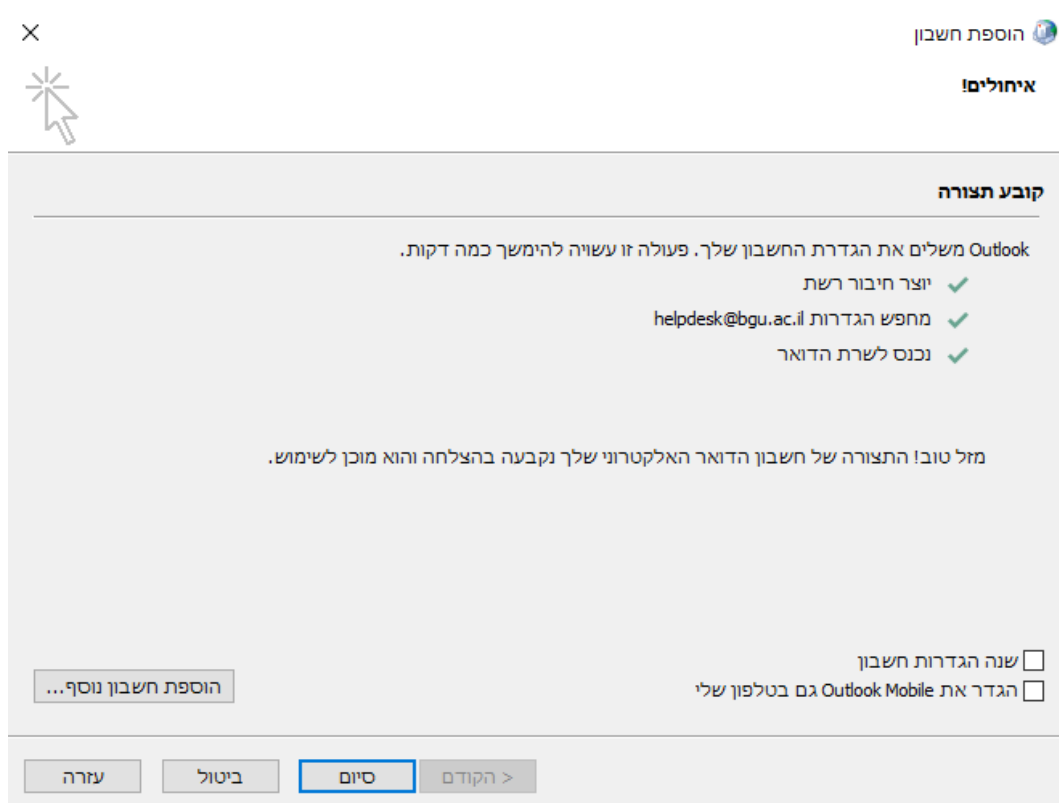 הוספת חשבון
איחולים!
קובע תצורה
Outlook משלים את הגדרת החשבון שלך. פעולה זו עשויה להימשך כמה דקות.
יוצר חיבור רשת
מחפש הגדרות helpdesk@bgu.ac.il
נכנס לשרת הדואר
מזל טוב! התצורה של חשבון הדואר האלקטרוני שלך נקבעה בהצלחה והוא מוכן לשימוש.
שנה הגדרות חשבון
הגדר את Outlook Mobile גם בטלפון שלי
הוספת חשבון נוסף...
< הקודם
סיום
ביטול
עזרה